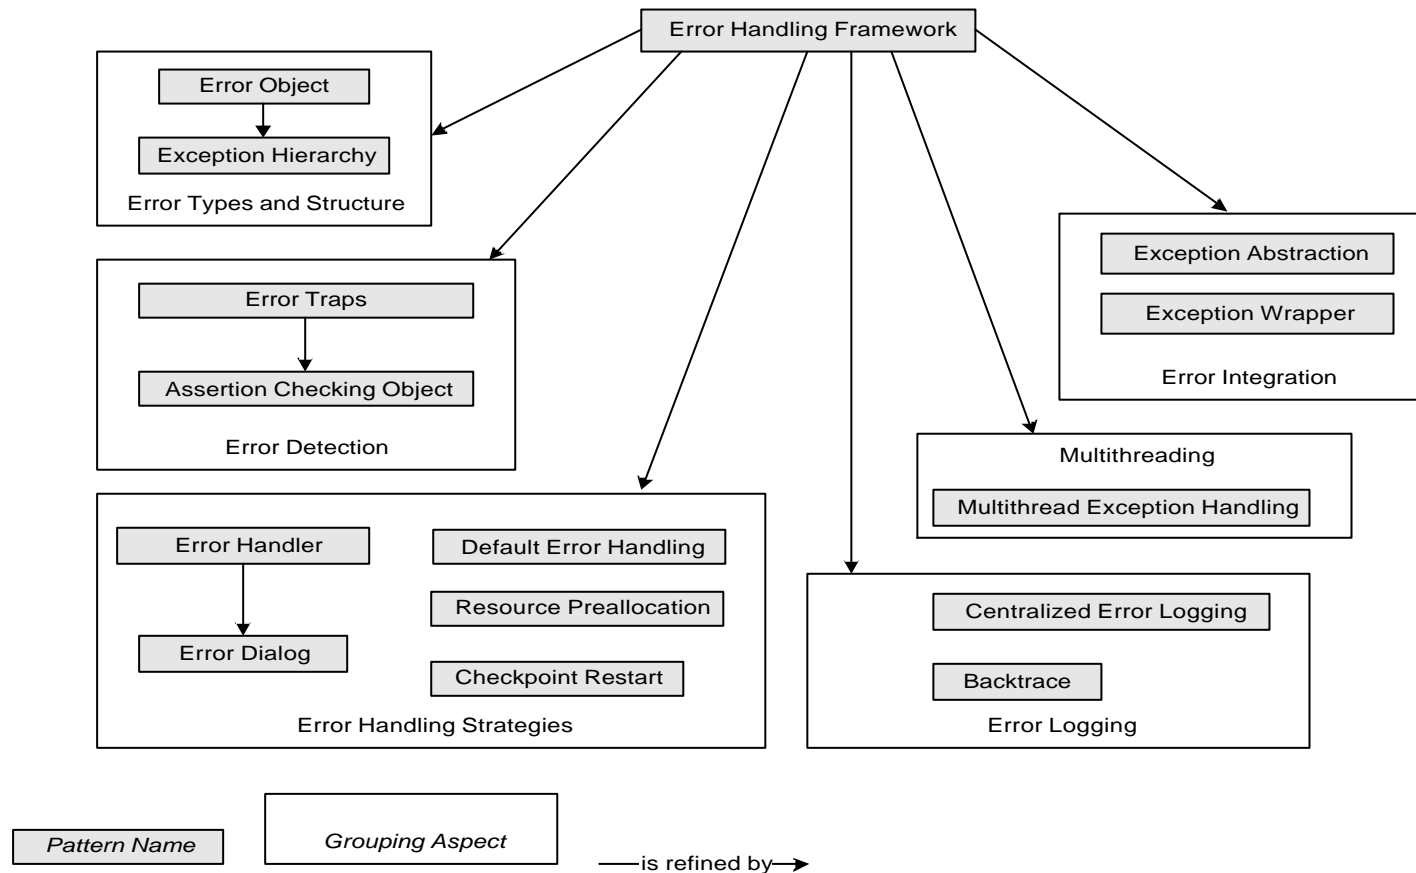 Error Handling Framework
Error Object
Exception Hierarchy
Error Types and Structure
Error Traps
Assertion Checking Object
Error Detection
Error Handler
Error Dialog
Default Error Handling
Resource Preallocation
Checkpoint Restart
Error Handling Strategies
Exception Abstraction
Exception Wrapper
Error Integration
Multithreading
Multithread Exception Handling
Centralized Error Logging
Backtrace
Error Logging
Pattern Name
Grouping Aspect
is refined by